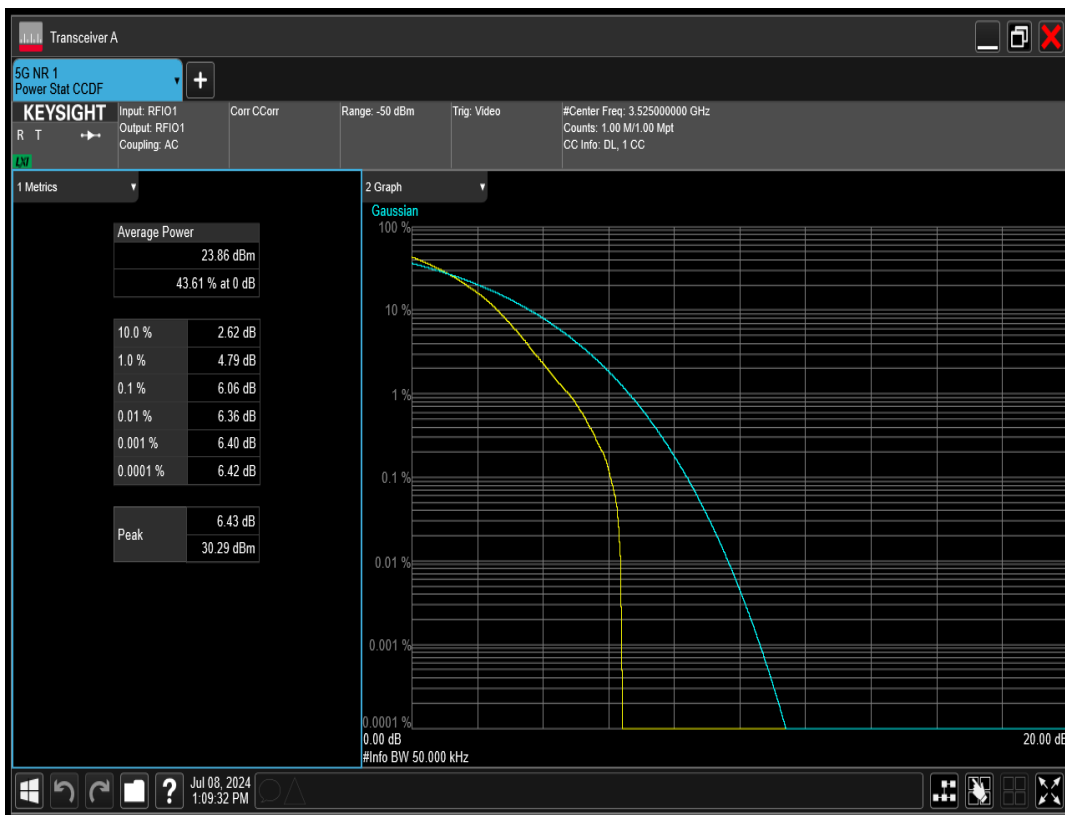 Transceiver A
5G NR 1
Power Stat CCDF
+
KEYSIGHT
R T
LXI
Input: RFIO1
Output: RFIO1
Coupling: AC
Corr CCorr
Range: -50 dBm
Trig: Video
#Center Freq: 3.525000000 GHz
Counts: 1.00 M/1.00 Mpt
CC Info: DL, 1 CC
1 Metrics
Average Power
23.86 dBm
43.61 % at 0 dB
10.0 % 2.62 dB
1.0 % 4.79 dB
0.1 % 6.06 dB
0.01 % 6.36 dB
0.001 % 6.40 dB
0.0001 % 6.42 dB
Peak
6.43 dB
30.29 dBm
2 Graph
Gaussian
100 %
10 %
1 %
0.1 %
0.01 %
0.001 %
0.0001 %
0.00 dB
20.00 dB
#Info BW 50.000 kHz
?
Jul 08, 2024
1:09:32 PM